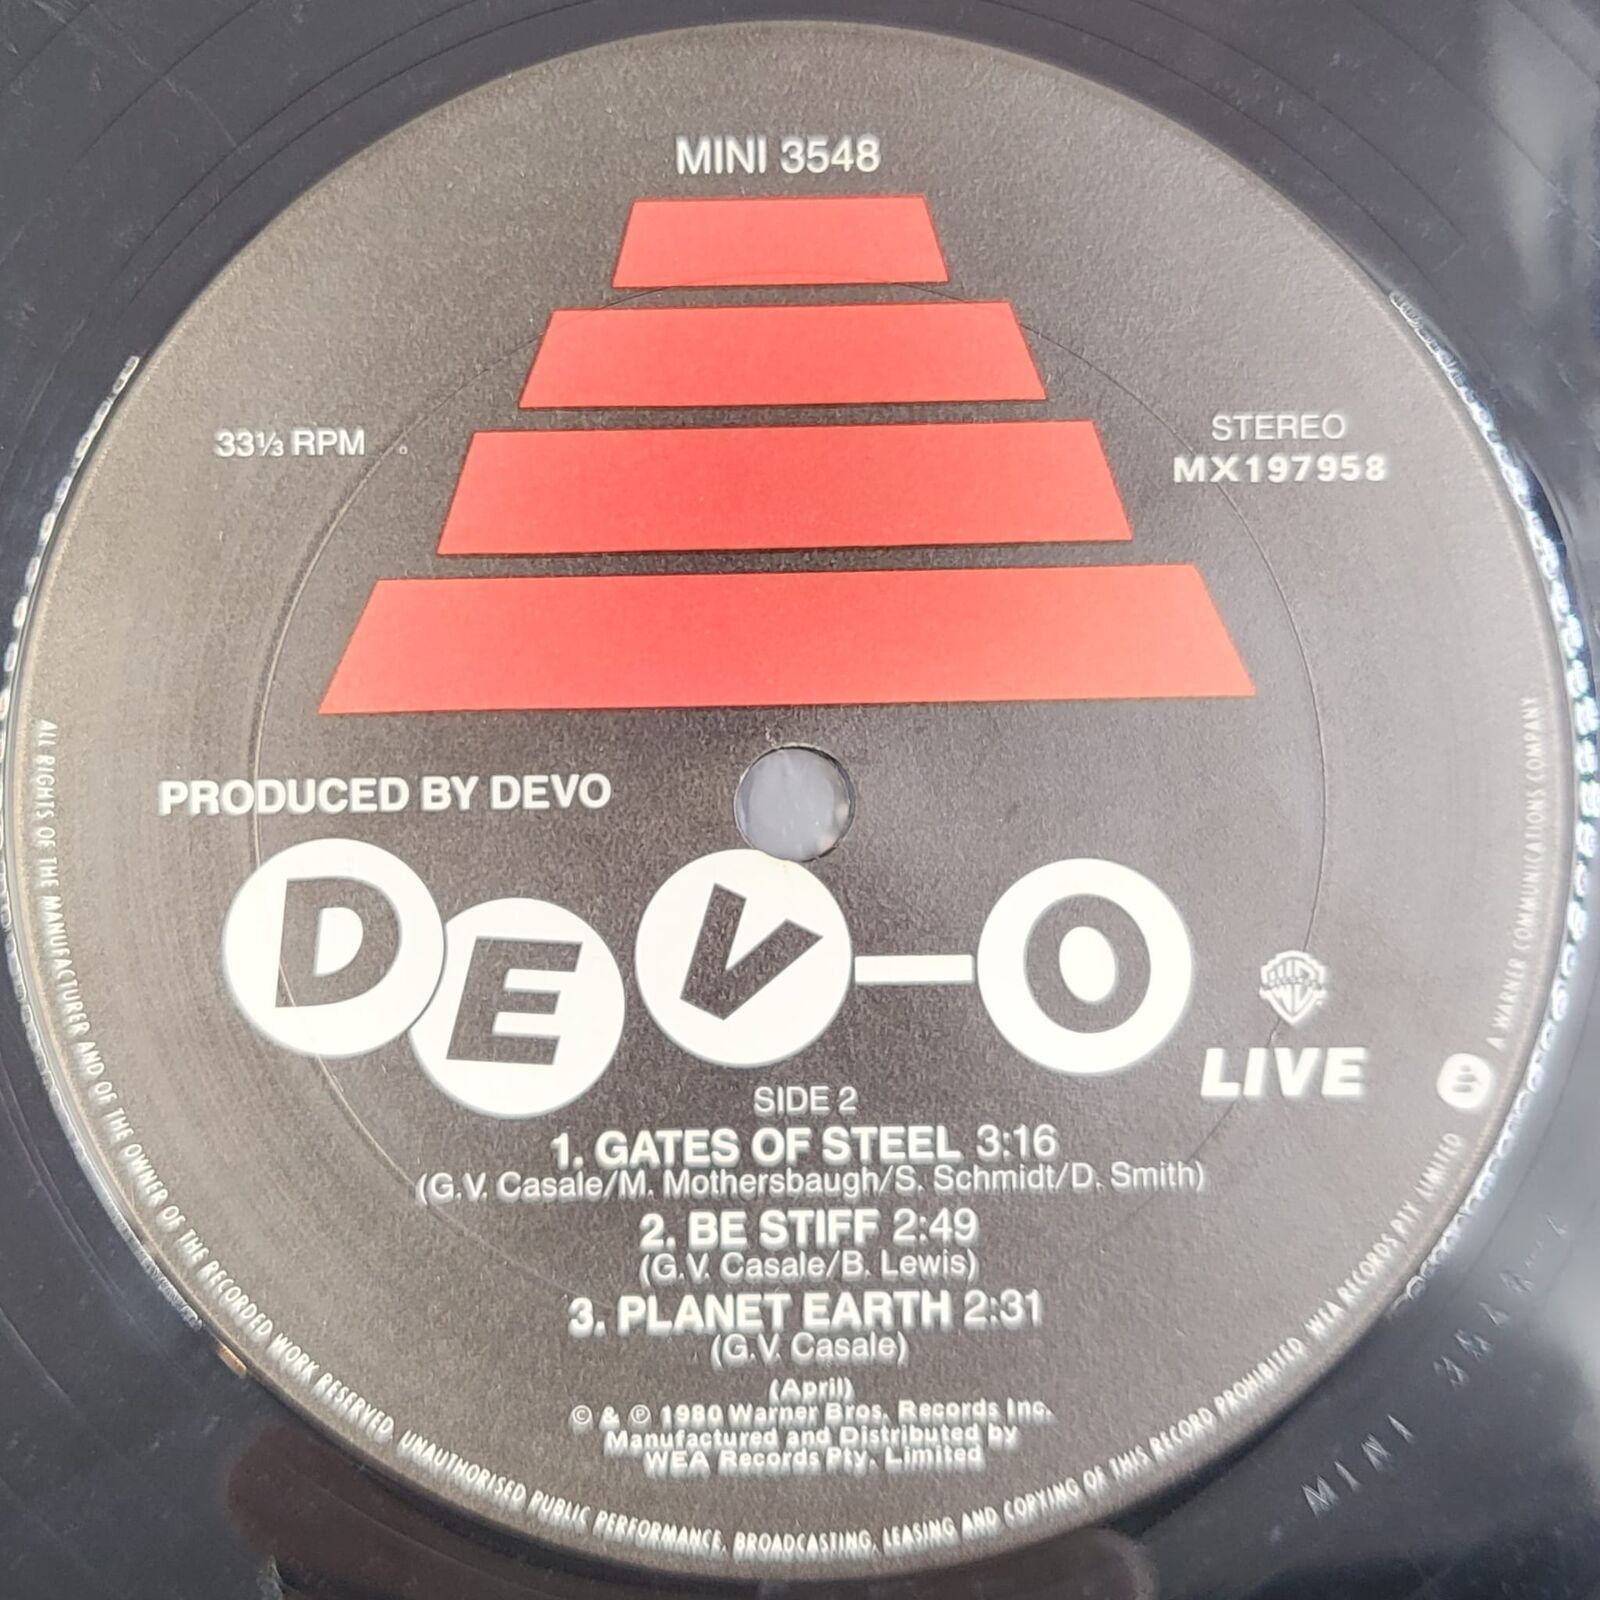 MINI 3548
33⅓ RPM
STEREO
MX197958
PRODUCED BY DEVO
DEV-O
LIVE
SIDE 2
1. GATES OF STEEL 3:16
(G.V. Casale/M. Mothersbaugh/S. Schmidt/D. Smith)
2. BE STIFF 2:49
(G.V. Casale/B. Lewis)
3. PLANET EARTH 2:31
(G.V. Casale)
(April)
© & ℗ 1980 Warner Bros. Records Inc.
Manufactured and Distributed by
WEA Records Pty. Limited
ALL RIGHTS OF THE MANUFACTURER AND OF THE OWNER OF THE RECORDED WORK RESERVED. UNAUTHORISED PUBLIC PERFORMANCE, BROADCASTING, LEASING AND COPYING OF THIS RECORD PROHIBITED. WEA RECORDS PTY. LIMITED
A WARNER COMMUNICATIONS COMPANY
MINI